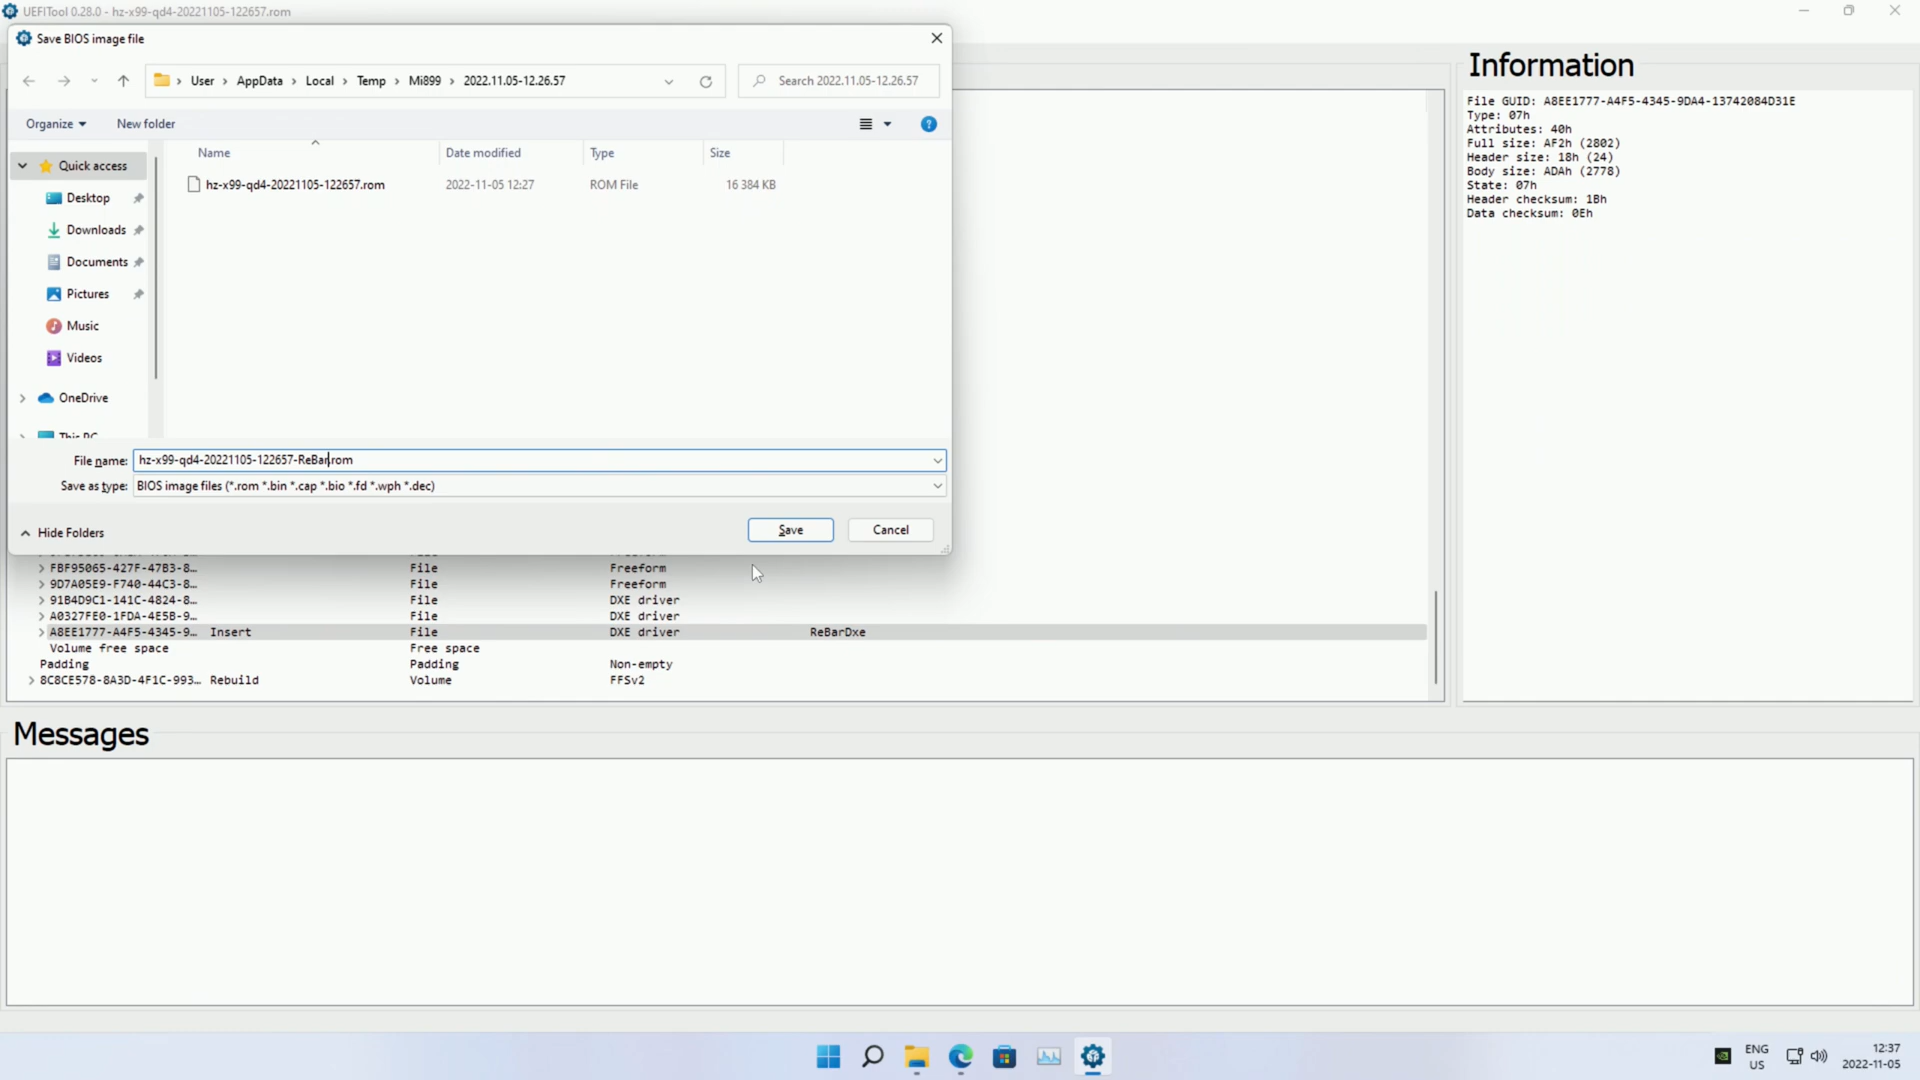 UEFITool 0.28.0 - hz-x99-qd4-20221105-122657.rom
Save BIOS image file
User > AppData > Local > Temp > Mi899 > 2022.11.05-12.26.57
Search 2022.11.05-12.26.57
Organize
New folder
Name Date modified Type Size
hz-x99-qd4-20221105-122657.rom 2022-11-05 12:27 ROM File 16 384 KB
Quick access
Desktop
Downloads
Documents
Pictures
Music
Videos
OneDrive
This PC
File name: hz-x99-qd4-20221105-122657-ReBar.rom
Save as type: BIOS image files (*.rom *.bin *.cap *.bio *.fd *.wph *.dec)
Hide Folders
Save
Cancel
Information
File GUID: A8EE1777-A4F5-4345-9DA4-13742084D31E
Type: 07h
Attributes: 40h
Full size: AF2h (2802)
Header size: 18h (24)
Body size: ADAh (2778)
State: 07h
Header checksum: 1Bh
Data checksum: 0Eh
FBF95065-427F-47B3-8… File Freeform
9D7A05E9-F740-44C3-8… File Freeform
91B4D9C1-141C-4824-8… File DXE driver
A0327FE0-1FDA-4E5B-9… File DXE driver
A8EE1777-A4F5-4345-9… Insert File DXE driver ReBarDxe
Volume free space Free space
Padding Padding Non-empty
8C8CE578-8A3D-4F1C-993… Rebuild Volume FFSv2
Messages
ENG
US
12:37
2022-11-05